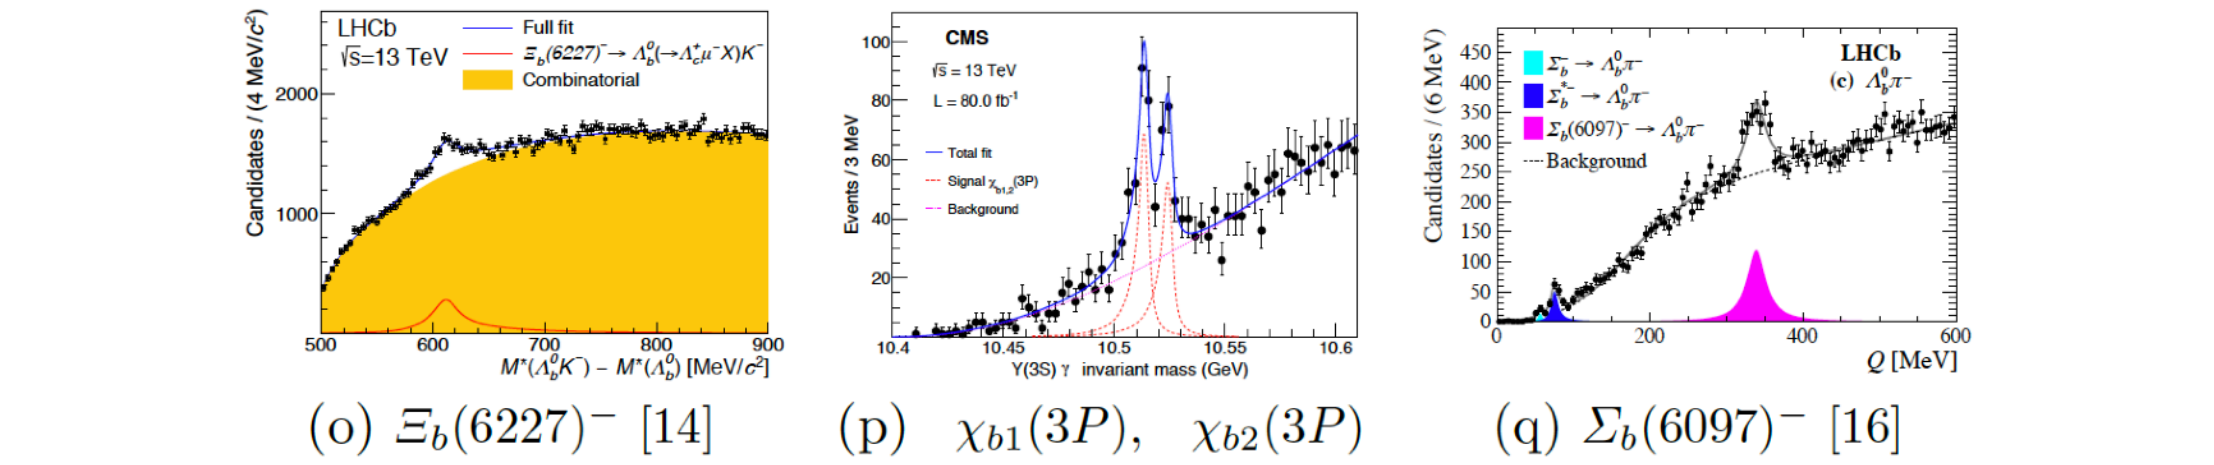 LHCb
√s=13 TeV
Full fit
Ξb(6227)⁻ → Λb⁰(→Λc⁺μ⁻X)K⁻
Combinatorial
Candidates / (4 MeV/c²)
2000
1000
500 600 700 800 900
M*(Λb⁰K⁻) − M*(Λb⁰) [MeV/c²]
(o) Ξb(6227)⁻ [14]
CMS
√s = 13 TeV
L = 80.0 fb⁻¹
Total fit
Signal χb1,2(3P)
Background
Events / 3 MeV
100
80
60
40
20
10.4 10.45 10.5 10.55 10.6
Υ(3S) γ invariant mass (GeV)
(p) χb1(3P), χb2(3P)
LHCb
(c) Λb⁰π⁻
Σb⁻ → Λb⁰π⁻
Σb*⁻ → Λb⁰π⁻
Σb(6097)⁻ → Λb⁰π⁻
Background
Candidates / (6 MeV)
450
400
350
300
250
200
150
100
50
0
0 200 400 600
Q [MeV]
(q) Σb(6097)⁻ [16]